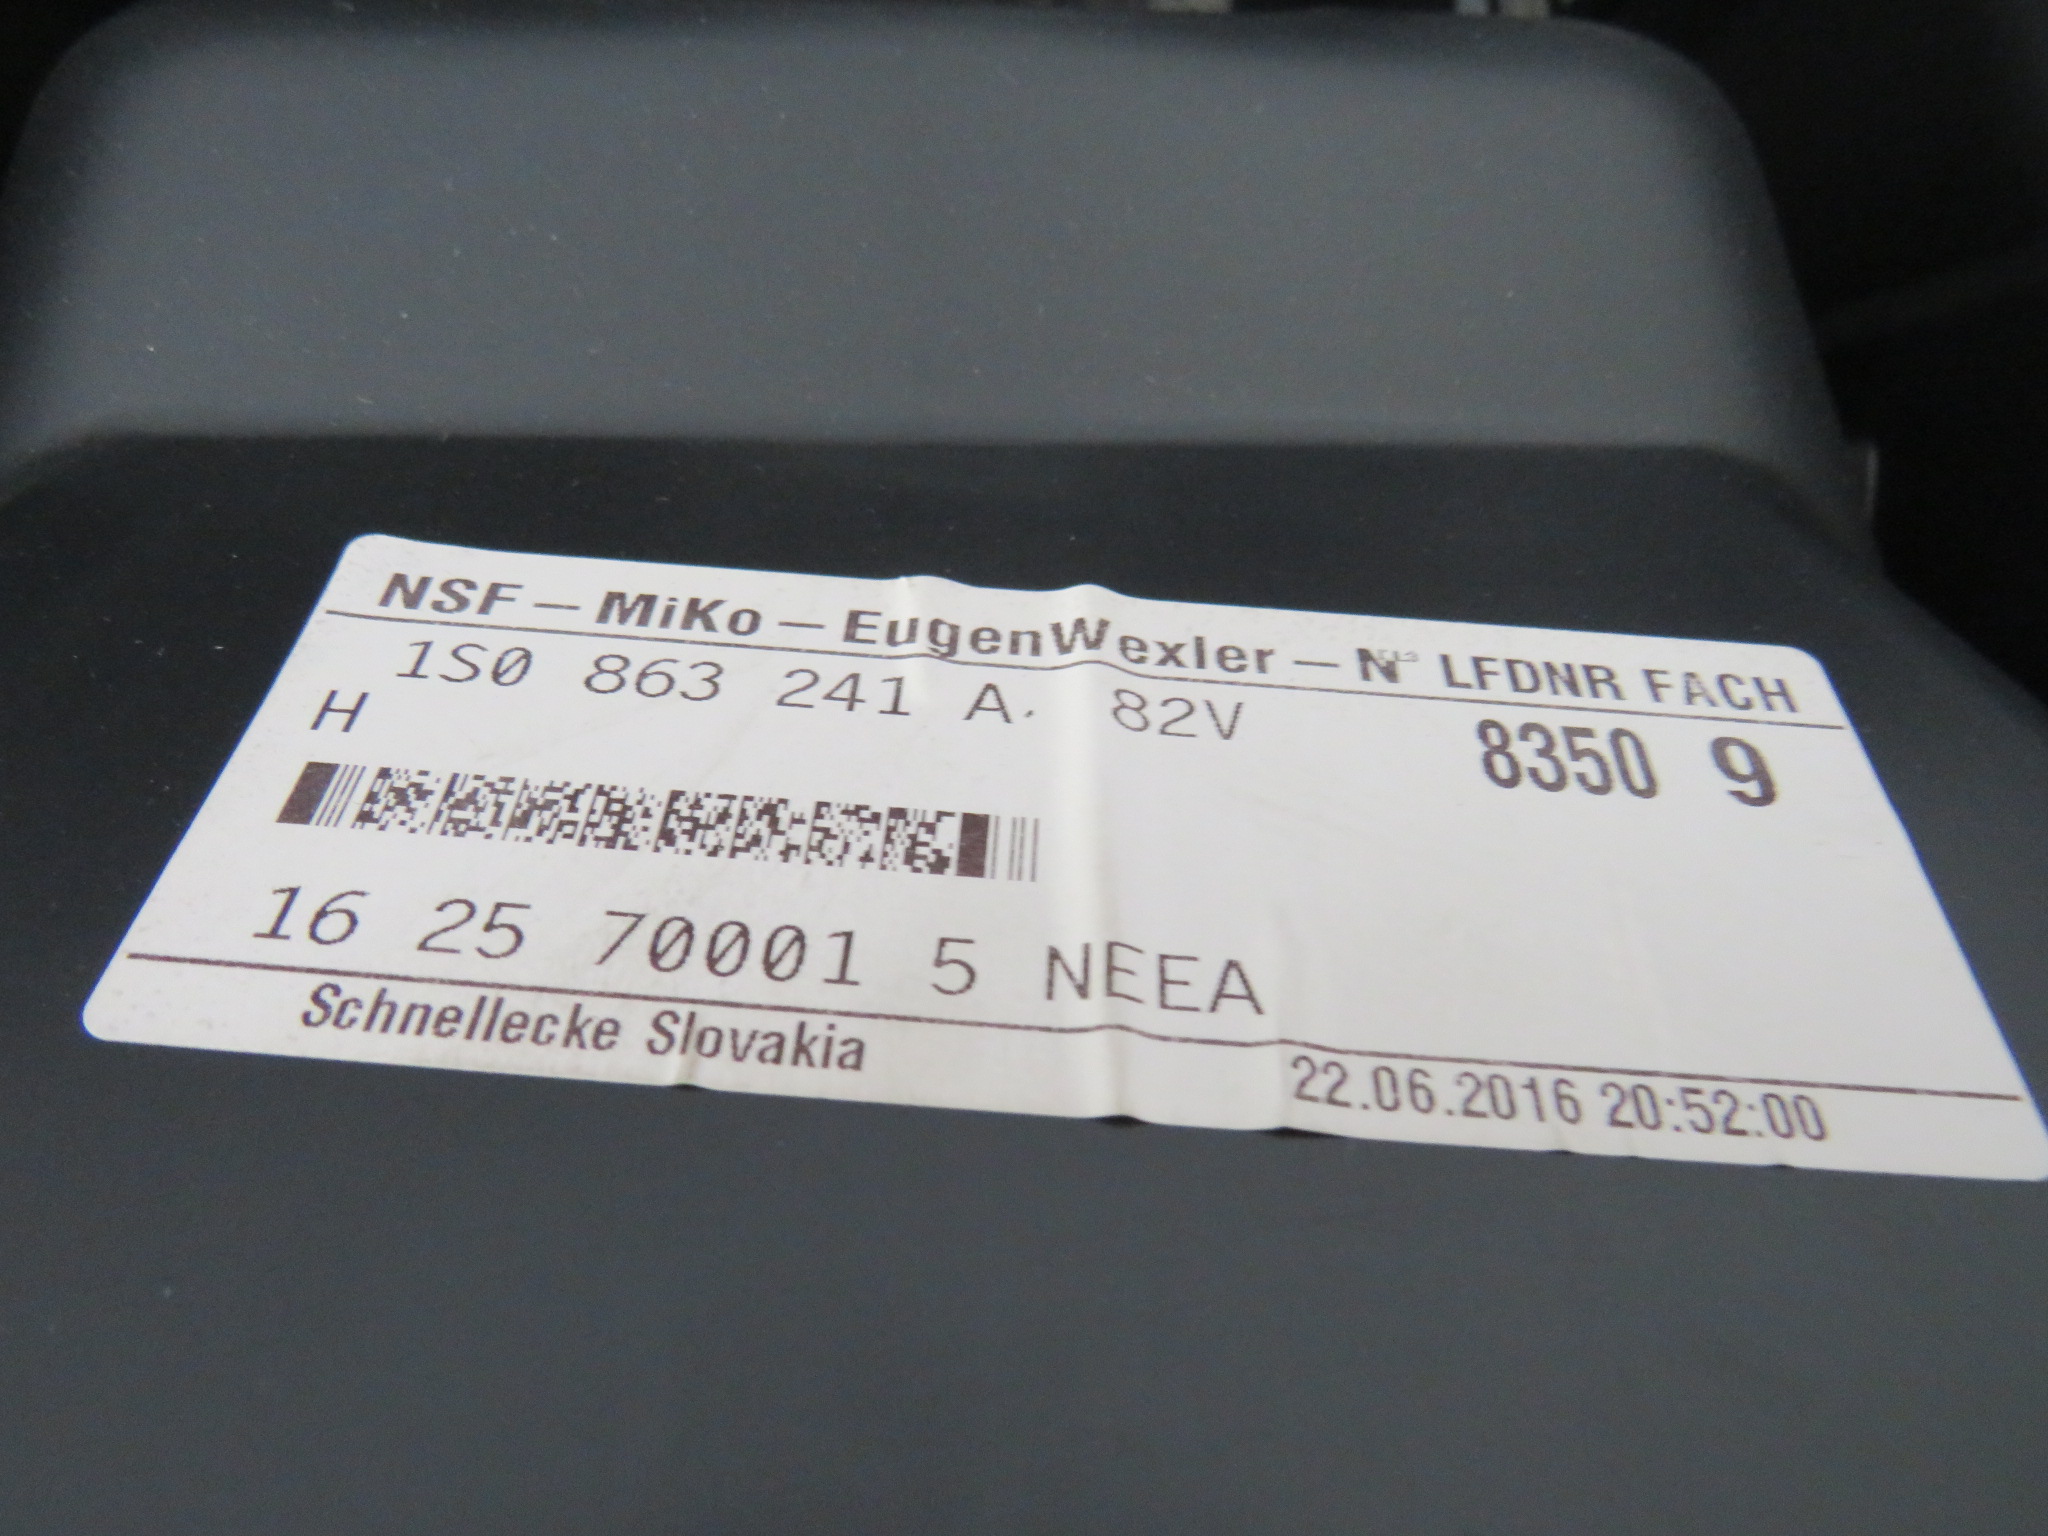 NSF – MiKo – EugenWexler – N LFDNR FACH
1S0 863 241 A. 82V 8350 9
H
16 25 70001 5 NEEA
Schnellecke Slovakia 22.06.2016 20:52:00